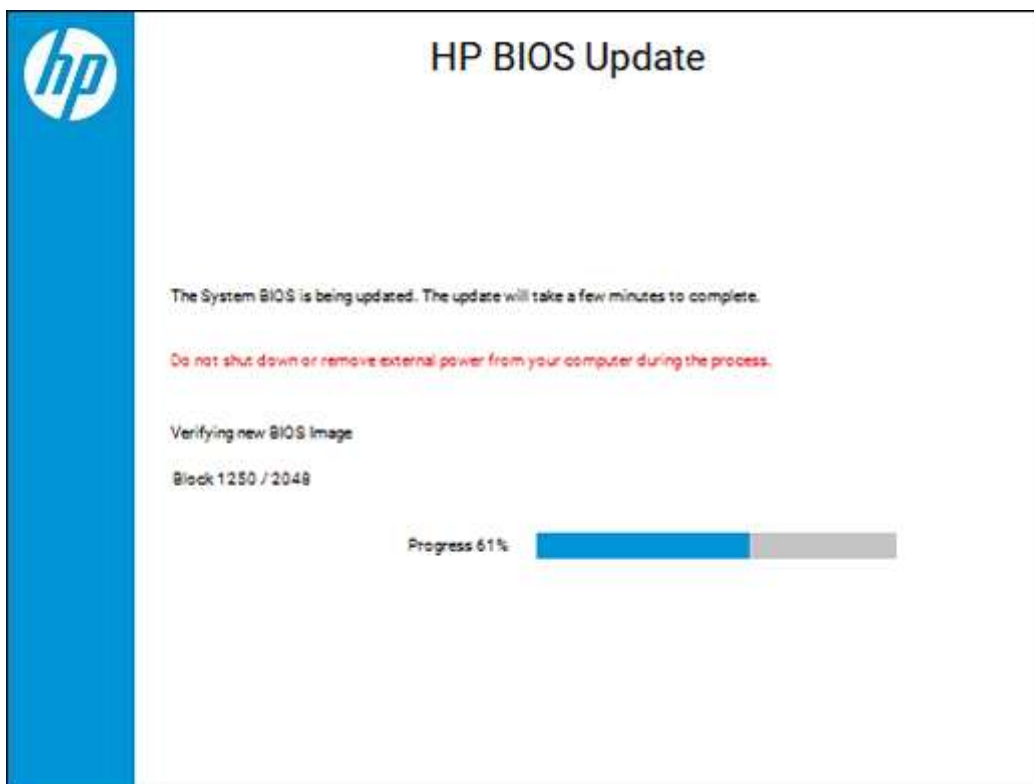 hp
HP BIOS Update
The System BIOS is being updated. The update will take a few minutes to complete.
Do not shut down or remove external power from your computer during the process.
Verifying new BIOS Image
Block 1250 / 2048
Progress 61%